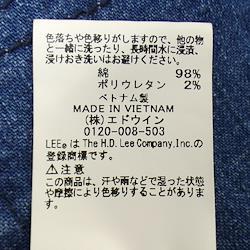 色落ちや色移りがしますので、他の物
と一緒に洗ったり、長時間水に浸漬、
浸けおき洗いはお避けください。
綿 98%
ポリウレタン 2%
ベトナム製
MADE IN VIETNAM
(株)エドウイン
0120-008-503
LEE®は The H.D. Lee Company,Inc.の
登録商標です。
⚠注意
この商品は、汗や雨などで湿った状態
や摩擦により色移りすることがあり